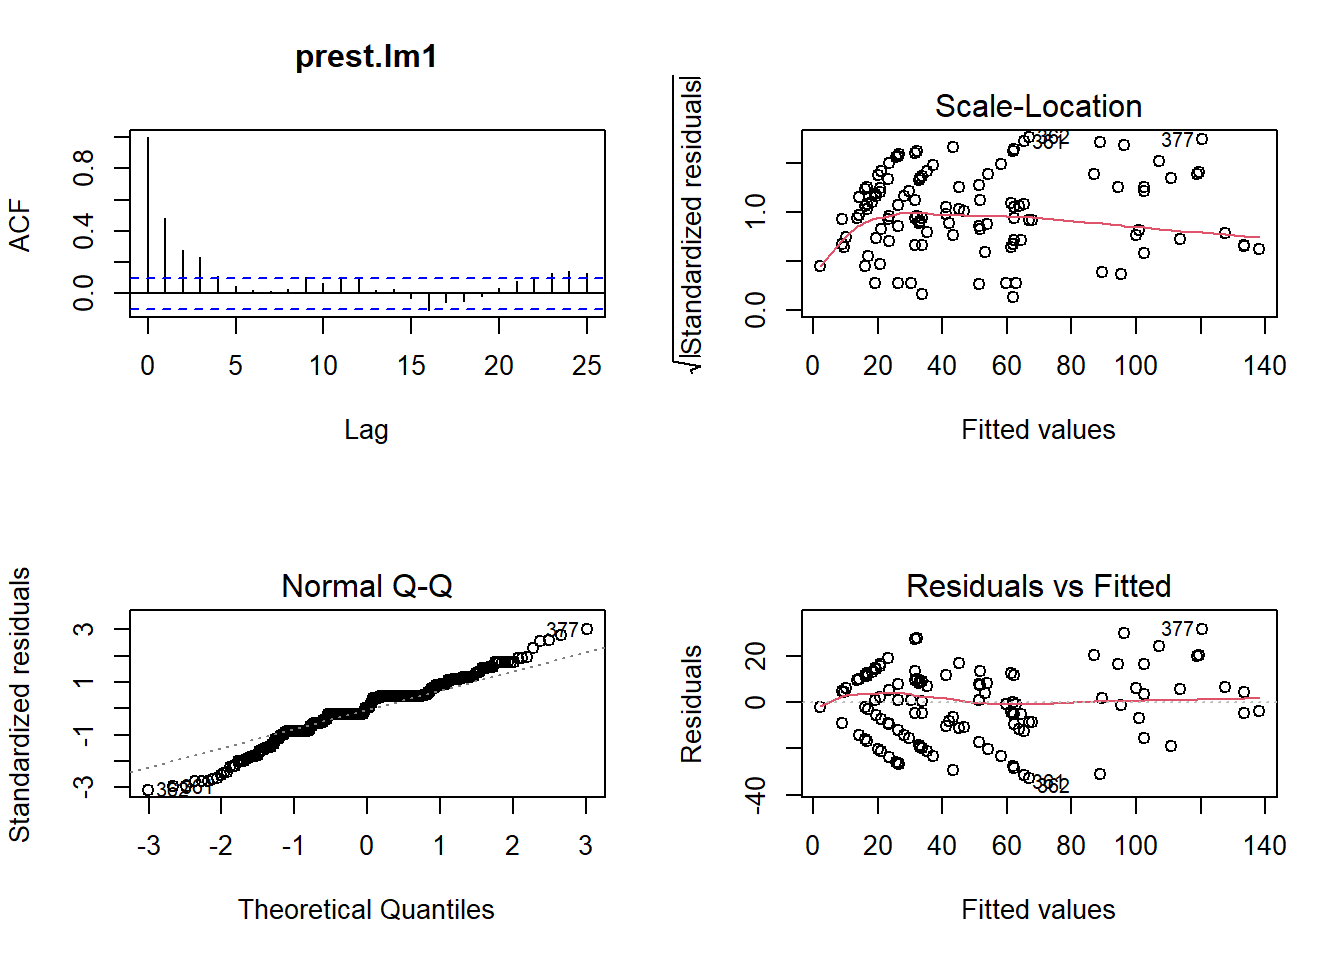 prest.lm1
ACF
0.0 0.4 0.8
0 5 10 15 20 25
Lag
Scale-Location
√|Standardized residuals|
0.0 1.0
362
361
377
0 20 40 60 80 100 140
Fitted values
Normal Q-Q
Standardized residuals
-3 -1 1 3
377
362
361
-3 -2 -1 0 1 2 3
Theoretical Quantiles
Residuals vs Fitted
Residuals
-40 0 20
377
361
362
0 20 40 60 80 100 140
Fitted values